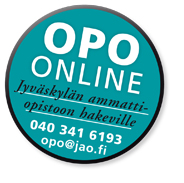 OPO
ONLINE
Jyväskylän ammatti-
opistoon hakeville
040 341 6193
opo@jao.fi